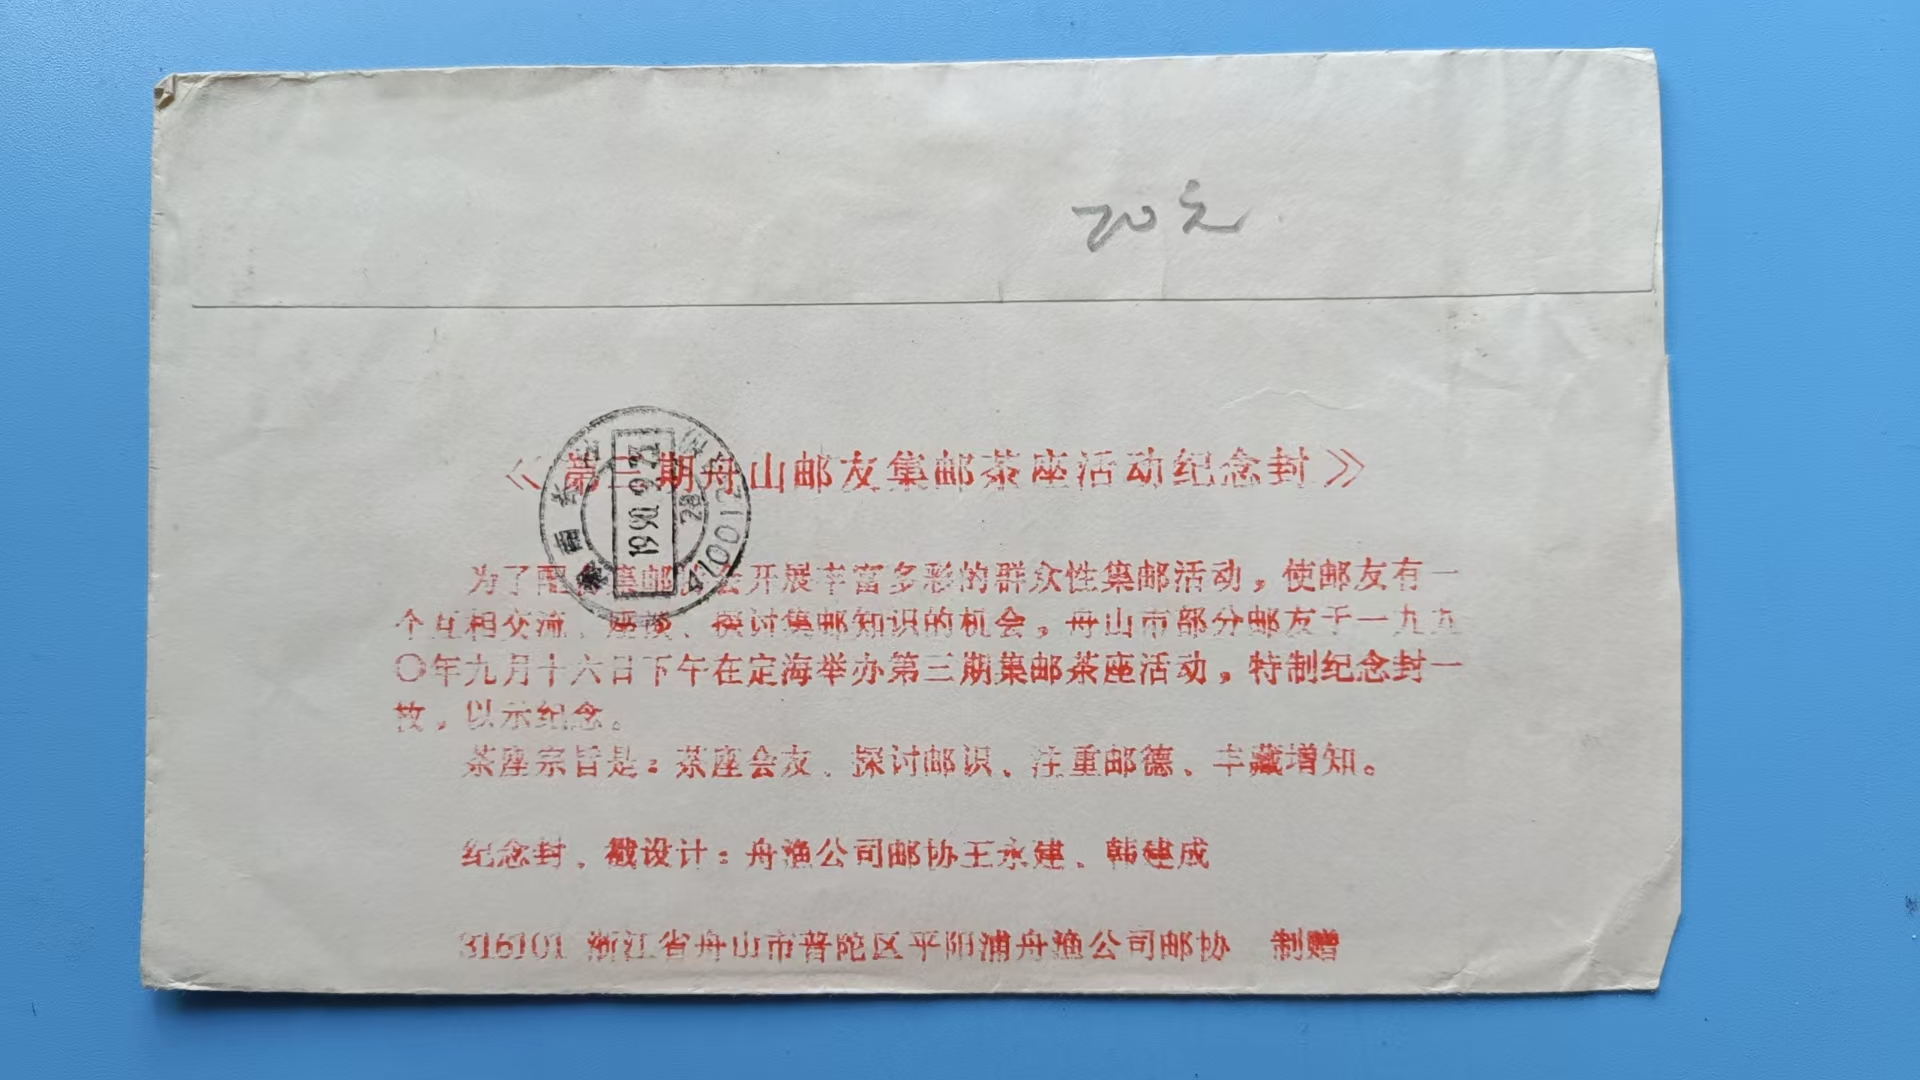 20元
《第三期舟山邮友集邮茶座活动纪念封》
为了配 集邮 会开展丰富多彩的群众性集邮活动，使邮友有一
个互相交流、座谈、探讨集邮知识的机会，舟山市部分邮友于一九九
〇年九月十六日下午在定海举办第三期集邮茶座活动，特制纪念封一
枚，以示纪念。
茶座宗旨是：茶座会友、探讨邮识、注重邮德、丰藏增知。
纪念封、戳设计：舟渔公司邮协王永建、韩建成
316101 浙江省舟山市普陀区平阳浦舟渔公司邮协 制赠
1990.9.23
28